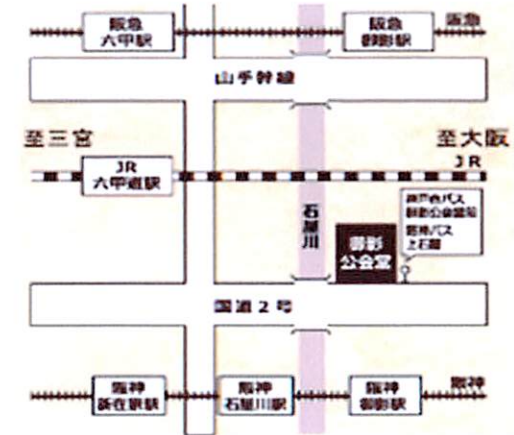 阪急
六甲駅
阪急
御影駅
阪急
山手幹線
至三宮
至大阪
JR
六甲道駅
JR
石屋川
御影
公会堂
神戸市バス
御影公会堂前
阪神バス
上石屋
国道2号
阪神
新在家駅
阪神
石屋川駅
阪神
御影駅
阪神